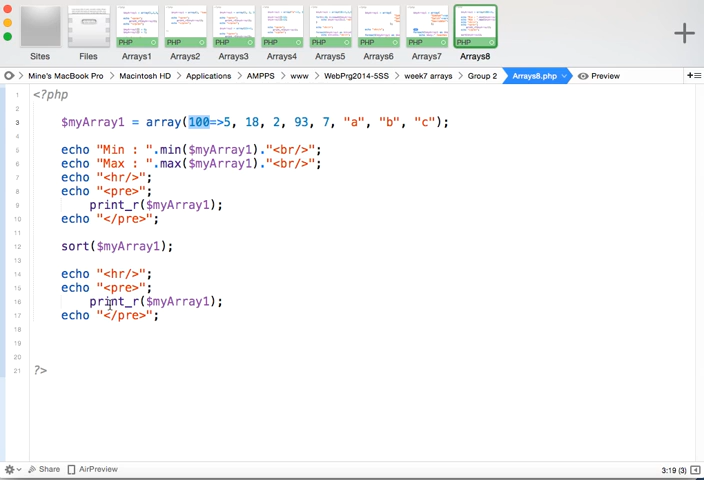 PHP PHP PHP PHP PHP PHP PHP PHP
Sites Files Arrays1 Arrays2 Arrays3 Arrays4 Arrays5 Arrays6 Arrays7 Arrays8
Mine's MacBook Pro Macintosh HD Applications AMPPS www WebPrg2014-5SS week7 arrays Group 2 Arrays8.php Preview
1 <?php
2
3 $myArray1 = array(100=>5, 18, 2, 93, 7, "a", "b", "c");
4
5 echo "Min : ".min($myArray1)."<br/>";
6 echo "Max : ".max($myArray1)."<br/>";
7 echo "<hr/>";
8 echo "<pre>";
9 print_r($myArray1);
10 echo "</pre>";
11
12 sort($myArray1);
13
14 echo "<hr/>";
15 echo "<pre>";
16 print_r($myArray1);
17 echo "</pre>";
18
19
20
21 ?>
Share AirPreview 3:19 (3)